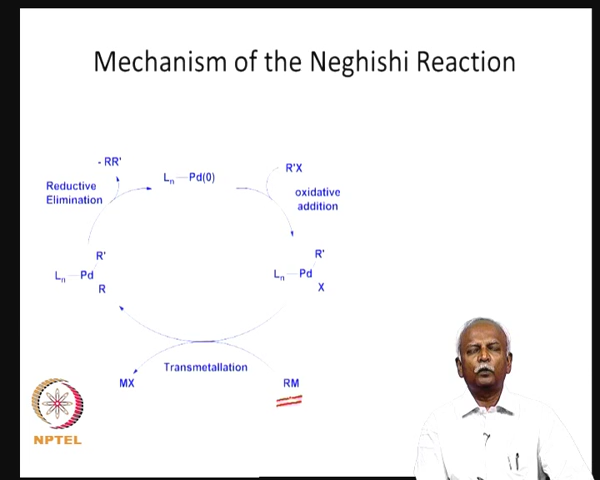 Mechanism of the Neghishi Reaction
- RR'
Lₙ Pd(0)
R'X
Reductive
Elimination
oxidative
addition
R'
Lₙ Pd
R
R'
Lₙ Pd
X
Transmetallation
MX
RM
NPTEL